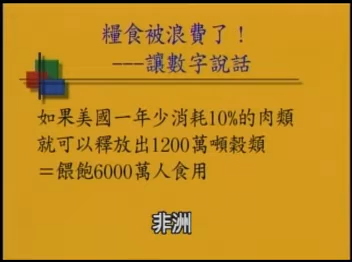 糧食被浪費了！
---讓數字說話
如果美國一年少消耗10%的肉類
就可以釋放出1200萬噸穀類
＝餵飽6000萬人食用
非洲